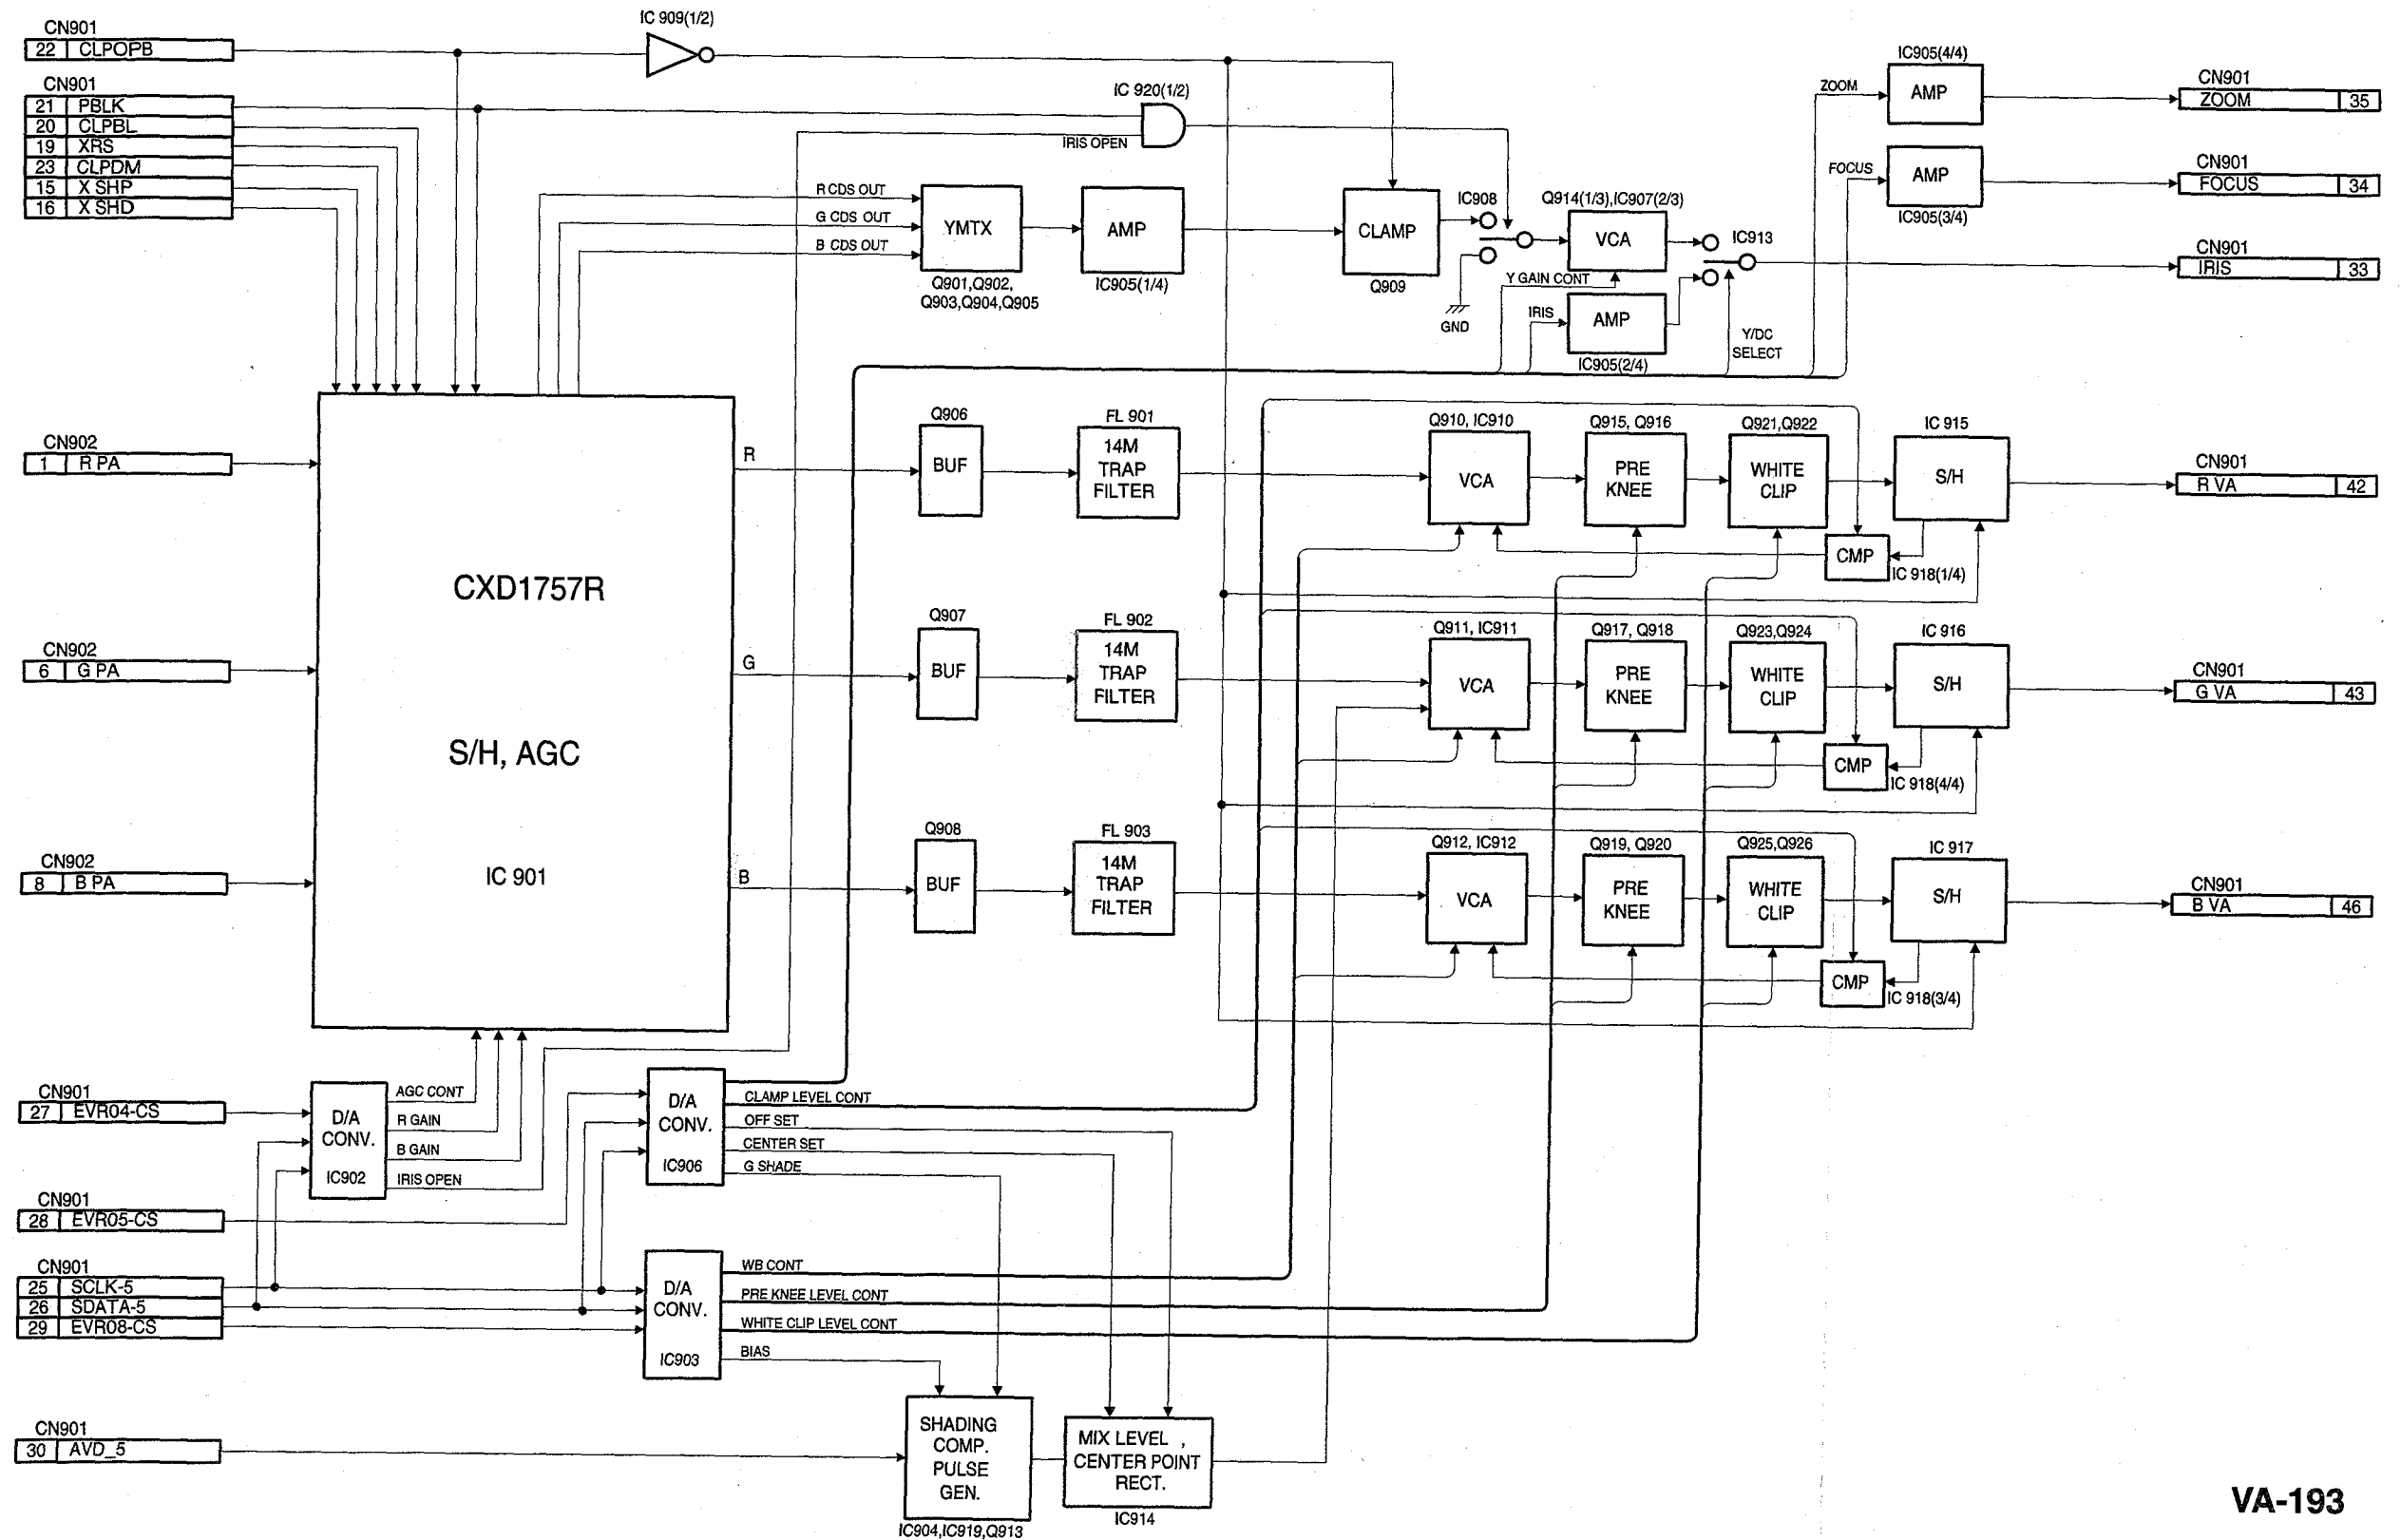 CN901
22 CLPOPB
IC 909(1/2)
CN901
21 PBLK
20 CLPBL
19 XRS
23 CLPDM
15 X SHP
16 X SHD
IC 920(1/2)
IRIS OPEN
R CDS OUT
G CDS OUT
B CDS OUT
YMTX
Q901,Q902,
Q903,Q904,Q905
AMP
IC905(1/4)
CLAMP
Q909
IC908
GND
Q914(1/3),IC907(2/3)
VCA
Y GAIN CONT
IRIS
AMP
IC905(2/4)
IC913
Y/DC
SELECT
ZOOM
IC905(4/4)
AMP
CN901
ZOOM 35
FOCUS
AMP
IC905(3/4)
CN901
FOCUS 34
CN901
IRIS 33
CN902
1 R PA
CN902
6 G PA
CN902
8 B PA
CXD1757R
S/H, AGC
IC 901
R
Q906
BUF
FL 901
14M
TRAP
FILTER
Q910, IC910
VCA
Q915, Q916
PRE
KNEE
Q921,Q922
WHITE
CLIP
IC 915
S/H
CMP
IC 918(1/4)
CN901
R VA 42
G
Q907
BUF
FL 902
14M
TRAP
FILTER
Q911, IC911
VCA
Q917, Q918
PRE
KNEE
Q923,Q924
WHITE
CLIP
IC 916
S/H
CMP
IC 918(4/4)
CN901
G VA 43
B
Q908
BUF
FL 903
14M
TRAP
FILTER
Q912, IC912
VCA
Q919, Q920
PRE
KNEE
Q925,Q926
WHITE
CLIP
IC 917
S/H
CMP
IC 918(3/4)
CN901
B VA 46
CN901
27 EVR04-CS
D/A
CONV.
IC902
AGC CONT
R GAIN
B GAIN
IRIS OPEN
CN901
28 EVR05-CS
D/A
CONV.
IC906
CLAMP LEVEL CONT
OFF SET
CENTER SET
G SHADE
CN901
25 SCLK-5
26 SDATA-5
29 EVR08-CS
D/A
CONV.
IC903
WB CONT
PRE KNEE LEVEL CONT
WHITE CLIP LEVEL CONT
BIAS
CN901
30 AVD_5
SHADING
COMP.
PULSE
GEN.
IC904,IC919,Q913
MIX LEVEL ,
CENTER POINT
RECT.
IC914
VA-193